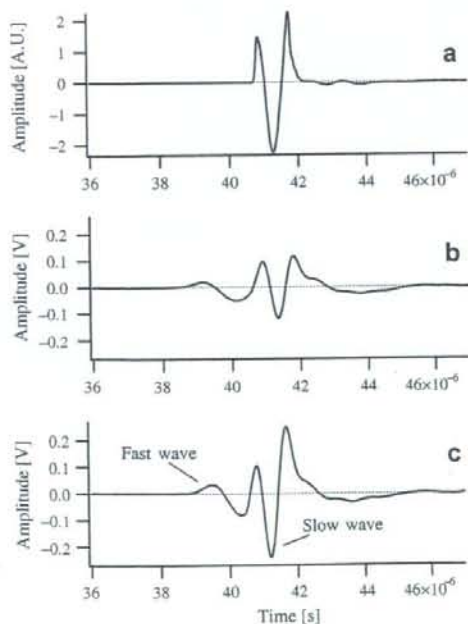 Amplitude [A.U.]
2
1
0
−1
−2
a
36 38 40 42 44 46×10⁻⁶
Amplitude [V]
0.2
0.1
0.0
−0.1
−0.2
b
36 38 40 42 44 46×10⁻⁶
Amplitude [V]
0.2
0.1
0.0
−0.1
−0.2
c
Fast wave
Slow wave
36 38 40 42 44 46×10⁻⁶
Time [s]